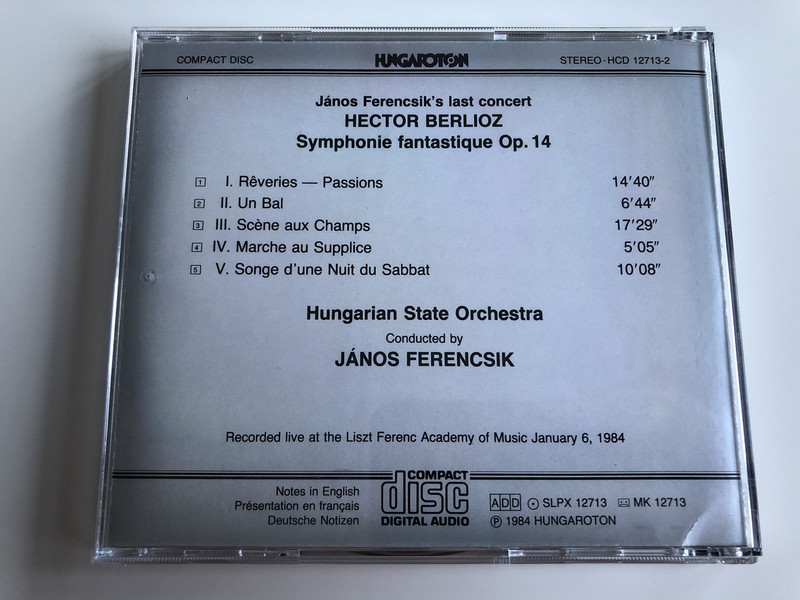 COMPACT DISC HUNGAROTON STEREO · HCD 12713-2
János Ferencsik's last concert
HECTOR BERLIOZ
Symphonie fantastique Op. 14
1 I. Rêveries — Passions 14'40"
2 II. Un Bal 6'44"
3 III. Scène aux Champs 17'29"
4 IV. Marche au Supplice 5'05"
5 V. Songe d'une Nuit du Sabbat 10'08"
Hungarian State Orchestra
Conducted by
JÁNOS FERENCSIK
Recorded live at the Liszt Ferenc Academy of Music January 6, 1984
Notes in English
Présentation en français
Deutsche Notizen
COMPACT
disc
DIGITAL AUDIO
ADD SLPX 12713 MK 12713
℗ 1984 HUNGAROTON